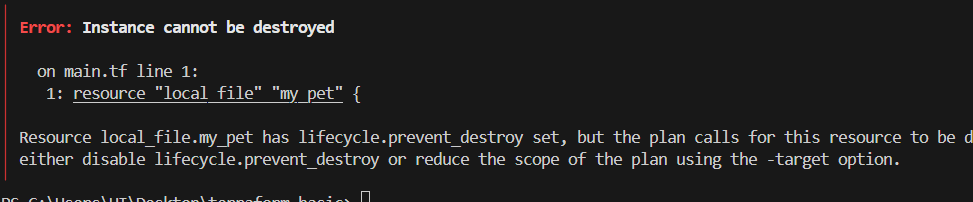 Error: Instance cannot be destroyed
on main.tf line 1:
1: resource "local_file" "my_pet" {
Resource local_file.my_pet has lifecycle.prevent_destroy set, but the plan calls for this resource to be d
either disable lifecycle.prevent_destroy or reduce the scope of the plan using the -target option.
PS C:\Users\HI\Desktop\terraform basic>